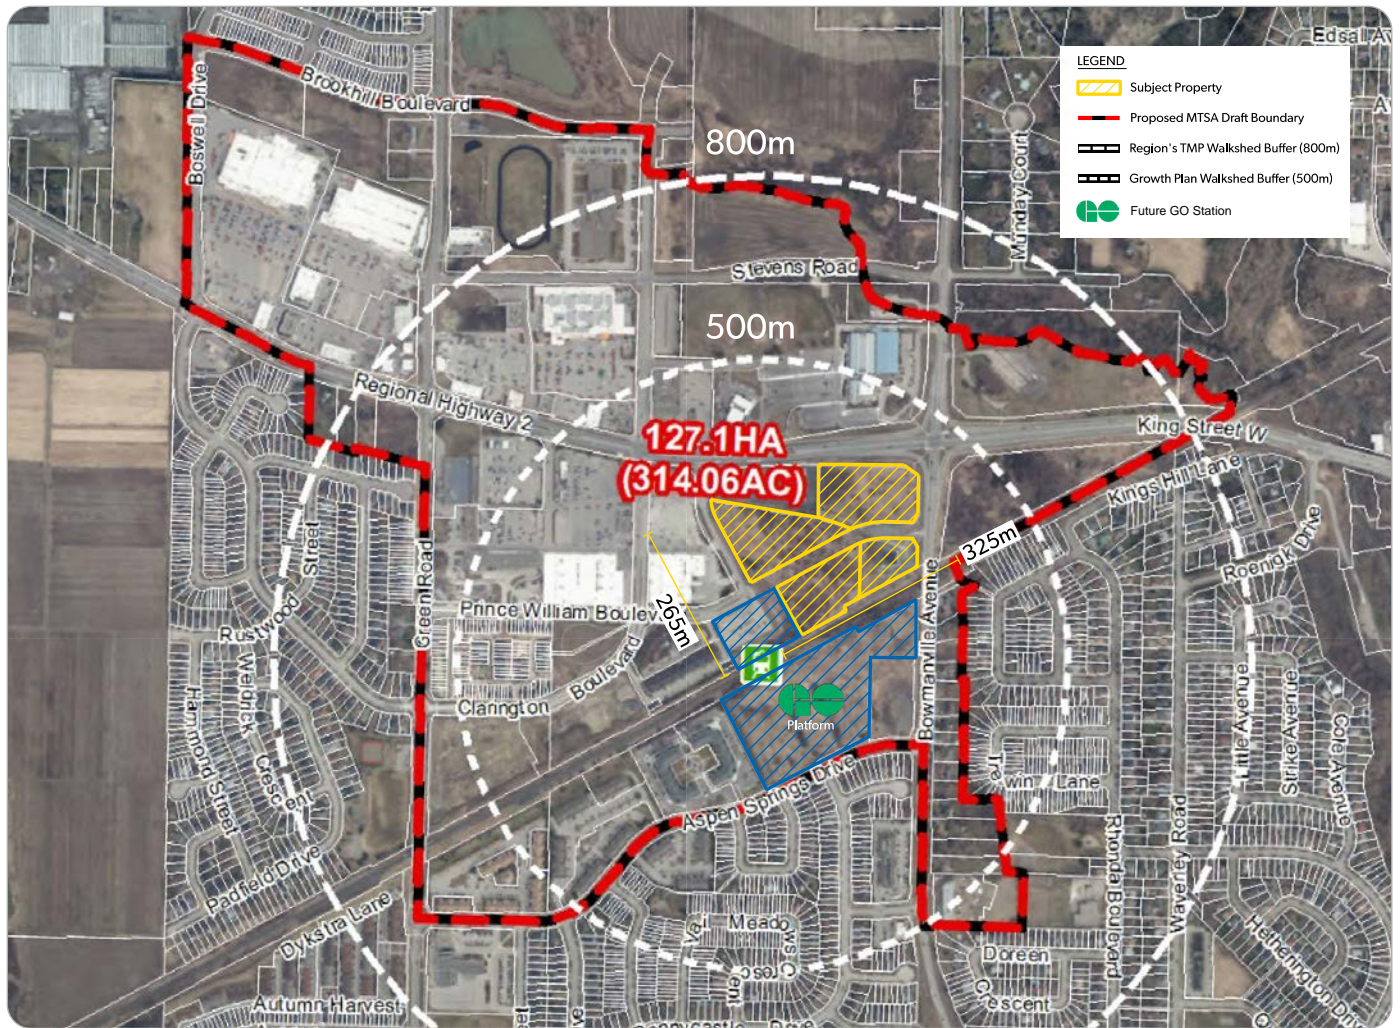 Edsall Av
LEGEND
Subject Property
Proposed MTSA Draft Boundary
Region's TMP Walkshed Buffer (800m)
Growth Plan Walkshed Buffer (500m)
Future GO Station
A
Boswell Drive
Brookhill Boulevard
800m
Munday Court
Stevens Road
500m
Regional Highway 2
127.1HA
(314.06AC)
King Street W
Kings Hill Lane
Roenigk Drive
325m
265m
Green Road
Prince William Boulev
Clarington Boulevard
Bowmanville Avenue
Rustwood Street
Weldrick Crescent
Hammond Street
Padfield Drive
Dykstra Lane
Autumn Harvest
GO
Platform
Aspen Springs Drive
Trewin Lane
Little Avenue
Strike Avenue
Cole Avenue
Rhonda Boulevard
Waverley Road
Hetherington Driv
Doreen
Crescent